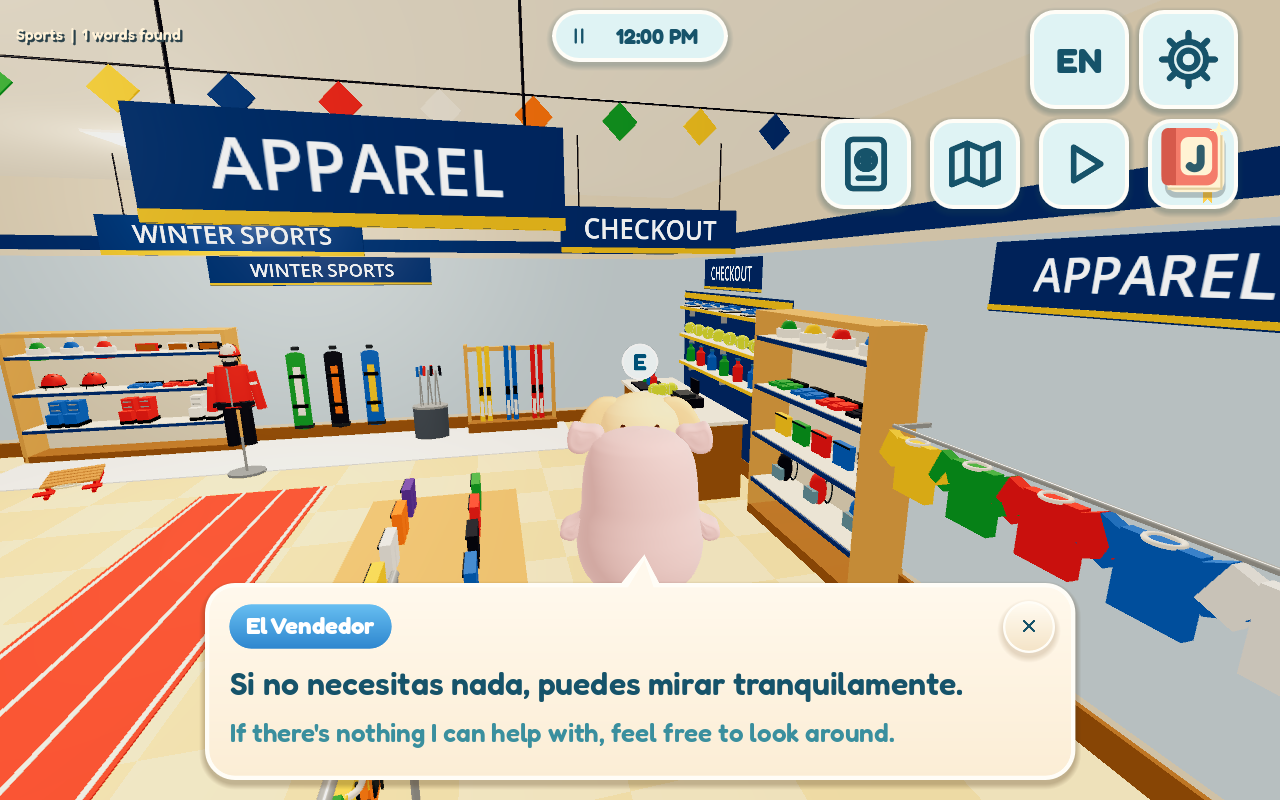 Sports | 1 words found
12:00 PM
EN
J
APPAREL
WINTER SPORTS
CHECKOUT
WINTER SPORTS
CHECKOUT
APPAREL
E
El Vendedor
Si no necesitas nada, puedes mirar tranquilamente.
If there's nothing I can help with, feel free to look around.